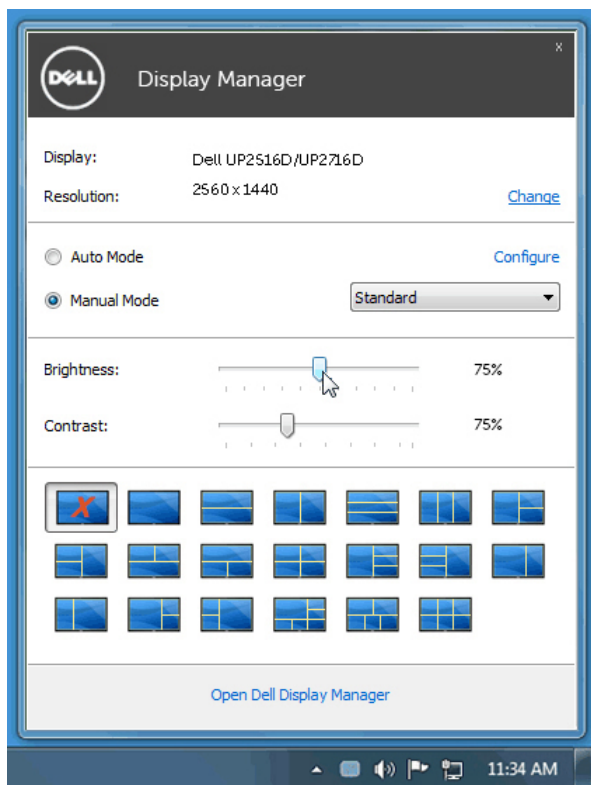 x
DELL
Display Manager
Display: Dell UP2516D/UP2716D
Resolution: 2560 x 1440 Change
Auto Mode Configure
Manual Mode Standard
Brightness: 75%
Contrast: 75%
X
Open Dell Display Manager
11:34 AM